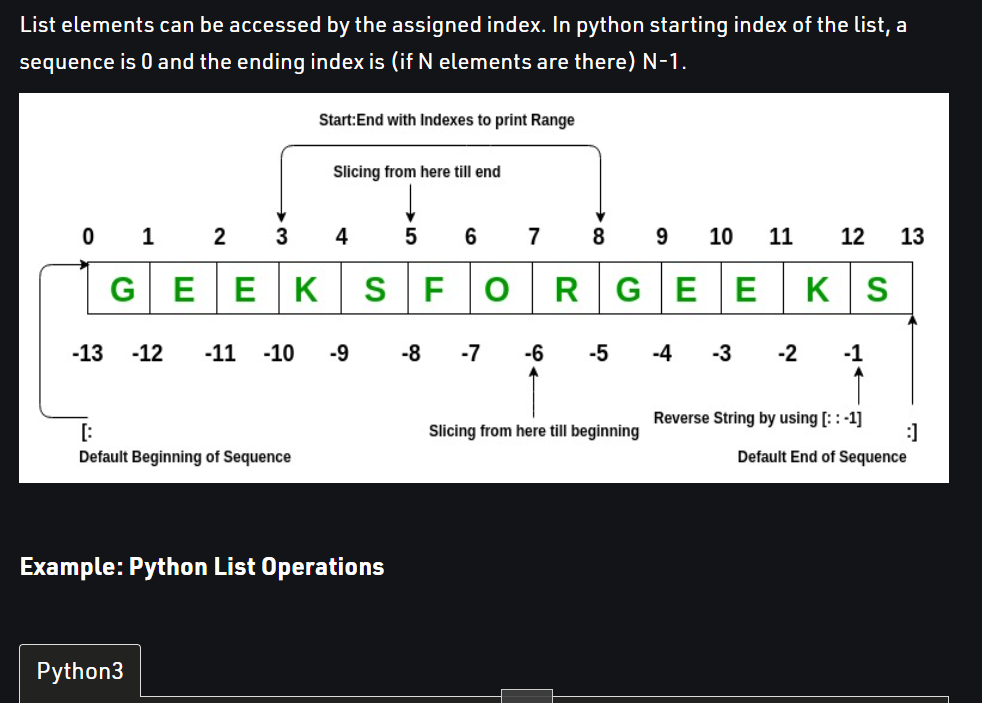 List elements can be accessed by the assigned index. In python starting index of the list, a
sequence is 0 and the ending index is (if N elements are there) N-1.
Start:End with Indexes to print Range
Slicing from here till end
0 1 2 3 4 5 6 7 8 9 10 11 12 13
G E E K S F O R G E E K S
-13 -12 -11 -10 -9 -8 -7 -6 -5 -4 -3 -2 -1
Reverse String by using [: : -1]
[: Slicing from here till beginning :]
Default Beginning of Sequence Default End of Sequence
Example: Python List Operations
Python3